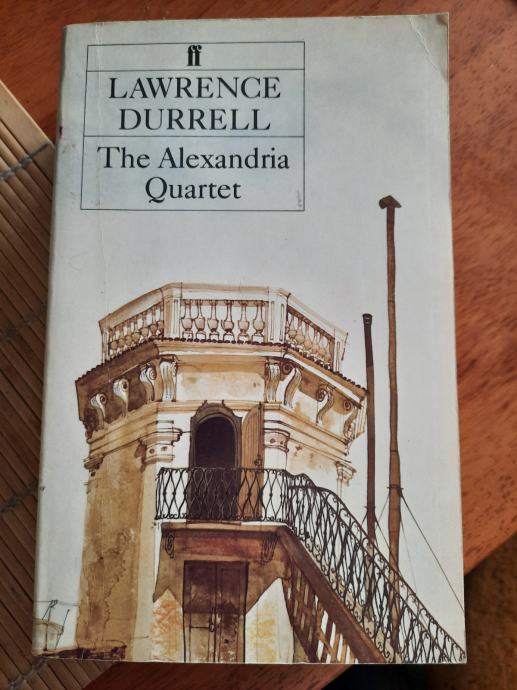 ff
LAWRENCE
DURRELL
The Alexandria
Quartet